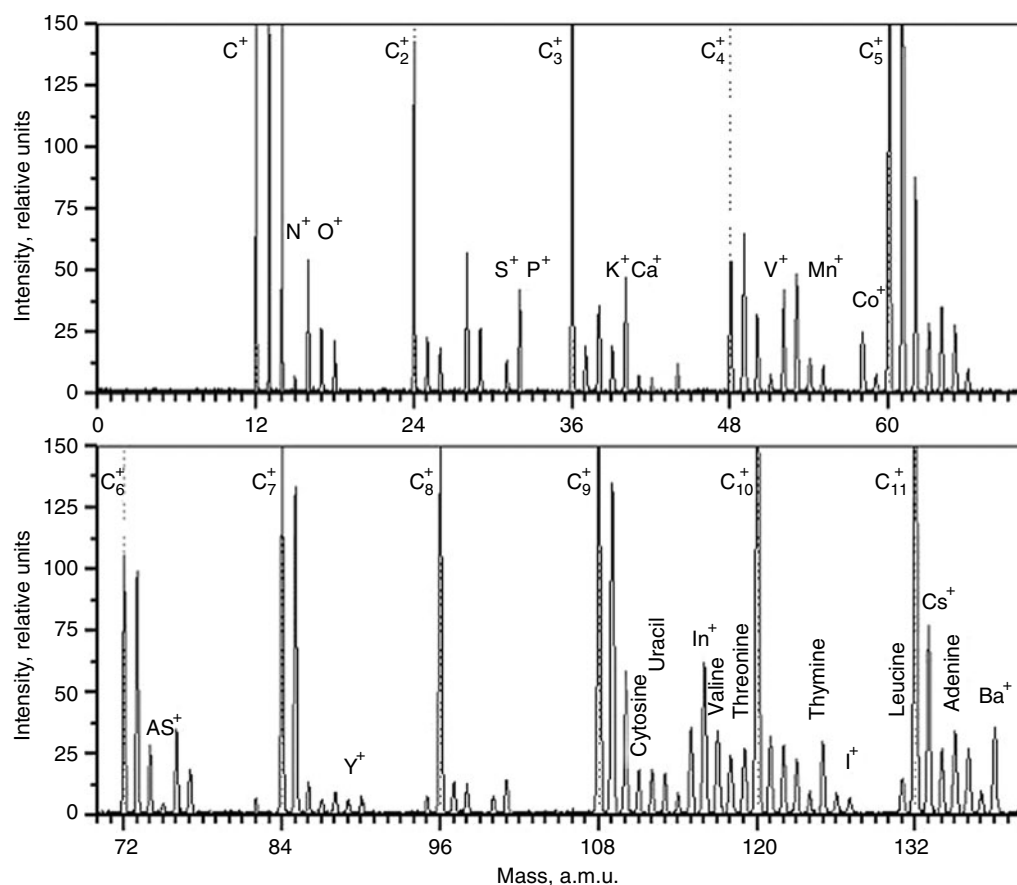 150
125
100
75
50
25
0
Intensity, relative units
C+ C2+ C3+ C4+ C5+
N+ O+
S+ P+
K+ Ca+
V+ Mn+
Co+
0 12 24 36 48 60
150
125
100
75
50
25
0
Intensity, relative units
C6+ C7+ C8+ C9+ C10+ C11+
AS+
Y+
Cytosine
Uracil
In+
Valine
Threonine
Thymine
I+
Leucine
Cs+
Adenine
Ba+
72 84 96 108 120 132
Mass, a.m.u.